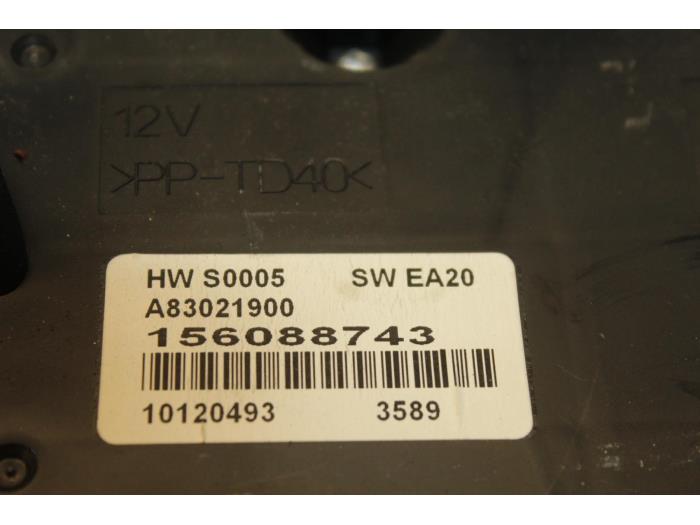 12V
>PP-TD40<
HW S0005 SW EA20
A83021900
156088743
10120493 3589